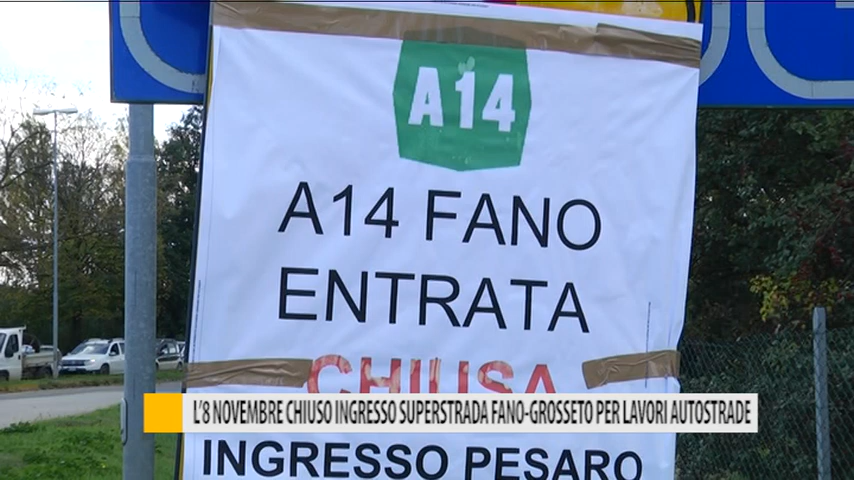 A14
A14 FANO
ENTRATA
CHIUSA
L'8 NOVEMBRE CHIUSO INGRESSO SUPERSTRADA FANO-GROSSETO PER LAVORI AUTOSTRADE
INGRESSO PESARO